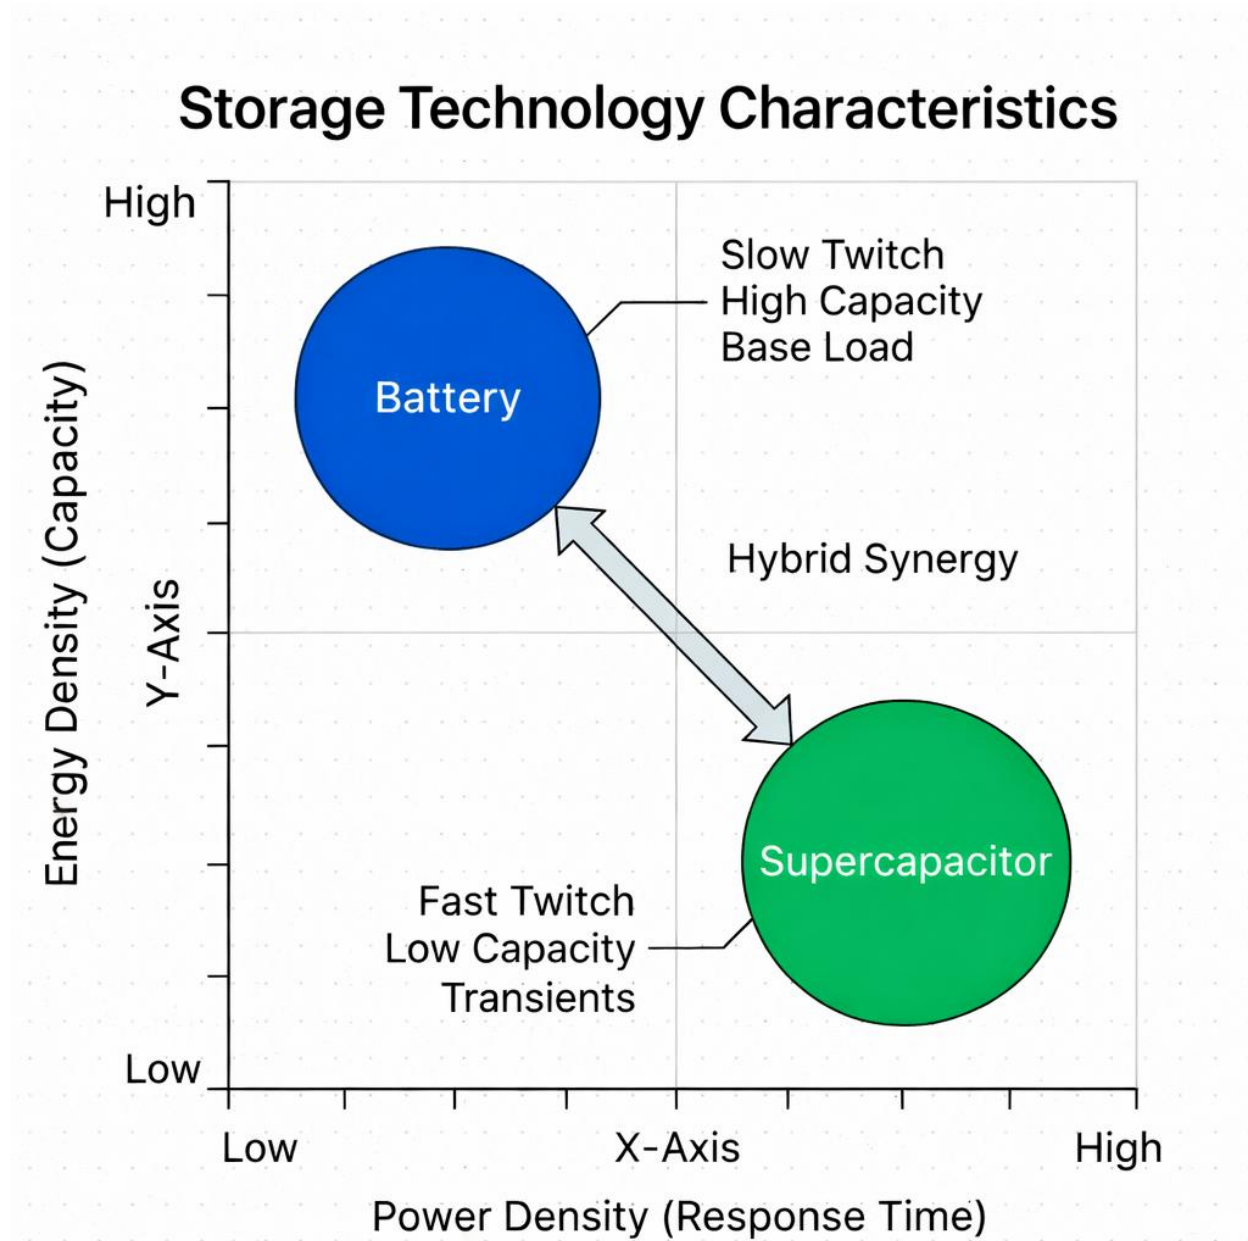 Storage Technology Characteristics
High
Slow Twitch
High Capacity
Base Load
Battery
Hybrid Synergy
Energy Density (Capacity)
Y-Axis
Supercapacitor
Fast Twitch
Low Capacity
Transients
Low
Low
X-Axis
High
Power Density (Response Time)